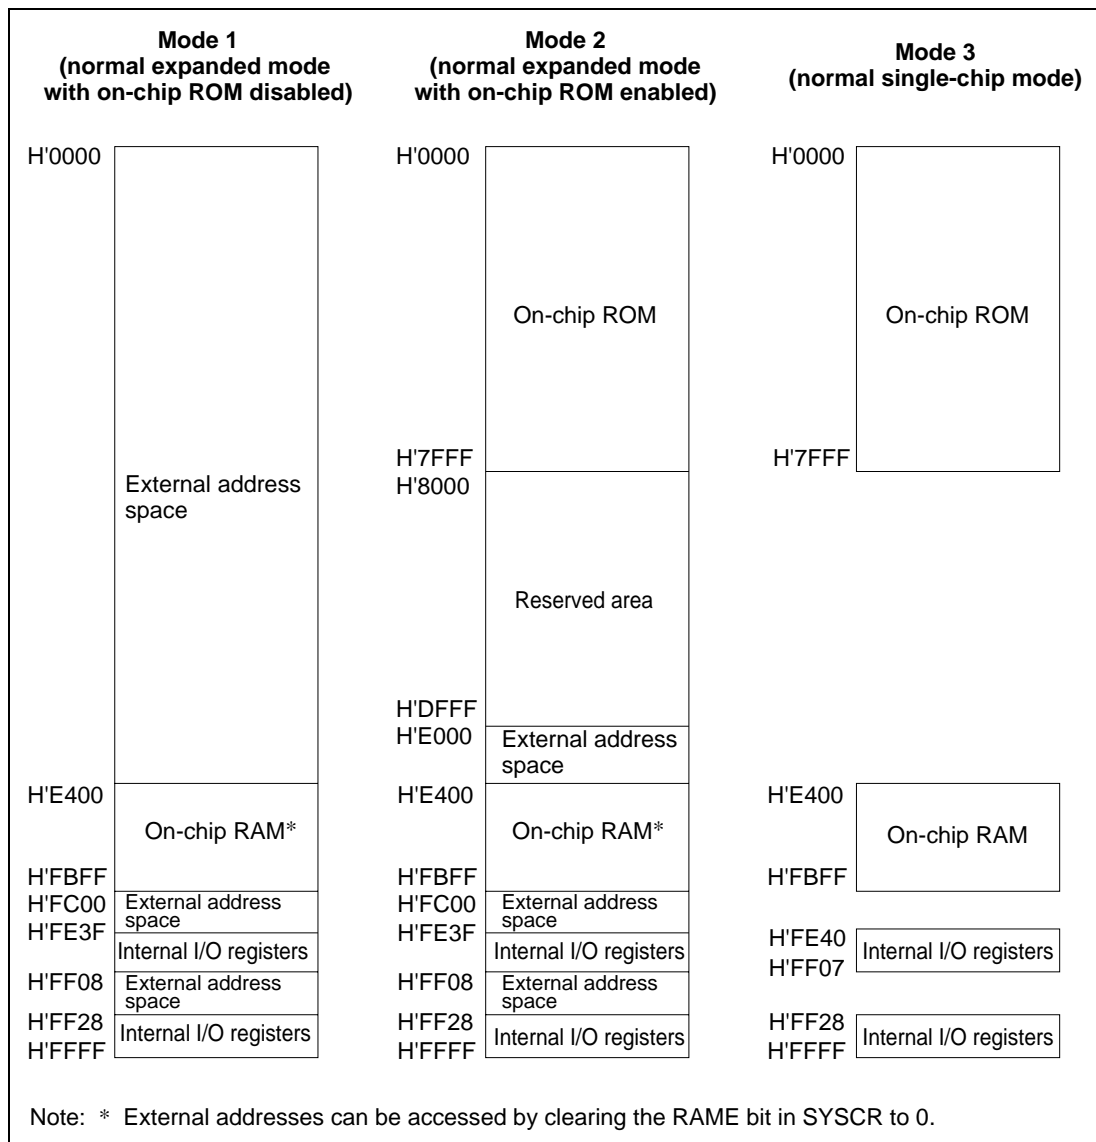 Mode 1
(normal expanded mode
with on-chip ROM disabled)
H'0000
External address
space
H'E400
On-chip RAM*
H'FBFF
H'FC00
External address
space
H'FE3F
Internal I/O registers
H'FF08
External address
space
H'FF28
Internal I/O registers
H'FFFF
Mode 2
(normal expanded mode
with on-chip ROM enabled)
H'0000
On-chip ROM
H'7FFF
H'8000
Reserved area
H'DFFF
H'E000
External address
space
H'E400
On-chip RAM*
H'FBFF
H'FC00
External address
space
H'FE3F
Internal I/O registers
H'FF08
External address
space
H'FF28
Internal I/O registers
H'FFFF
Mode 3
(normal single-chip mode)
H'0000
On-chip ROM
H'7FFF
H'E400
On-chip RAM
H'FBFF
H'FE40
Internal I/O registers
H'FF07
H'FF28
Internal I/O registers
H'FFFF
Note: * External addresses can be accessed by clearing the RAME bit in SYSCR to 0.